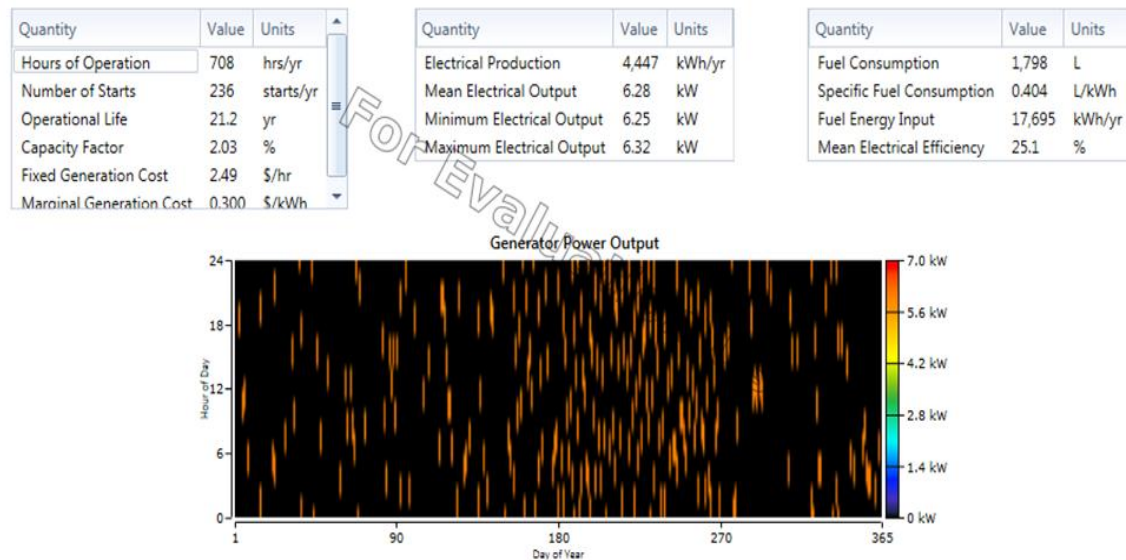 Quantity Value Units
Hours of Operation 708 hrs/yr
Number of Starts 236 starts/yr
Operational Life 21.2 yr
Capacity Factor 2.03 %
Fixed Generation Cost 2.49 $/hr
Marginal Generation Cost 0.300 $/kWh
Quantity Value Units
Electrical Production 4,447 kWh/yr
Mean Electrical Output 6.28 kW
Minimum Electrical Output 6.25 kW
Maximum Electrical Output 6.32 kW
Quantity Value Units
Fuel Consumption 1,798 L
Specific Fuel Consumption 0.404 L/kWh
Fuel Energy Input 17,695 kWh/yr
Mean Electrical Efficiency 25.1 %
For Evalua
Generator Power Output
24
18
12
6
0
Hour of Day
1 90 180 270 365
Day of Year
7.0 kW
5.6 kW
4.2 kW
2.8 kW
1.4 kW
0 kW